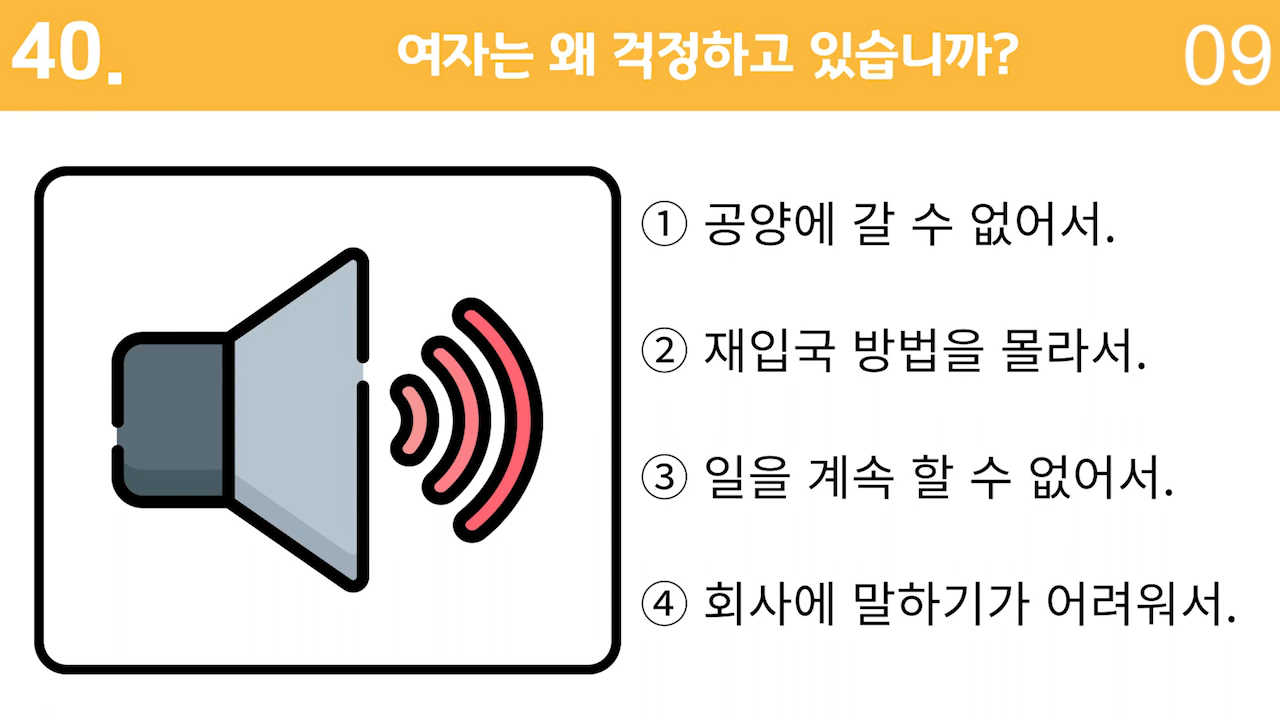 40.
여자는 왜 걱정하고 있습니까?
09
① 공양에 갈 수 없어서.
② 재입국 방법을 몰라서.
③ 일을 계속 할 수 없어서.
④ 회사에 말하기가 어려워서.